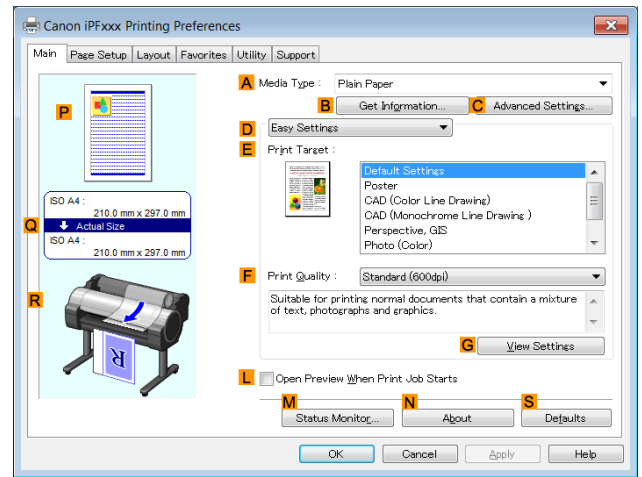 Canon iPFxxx Printing Preferences
Main Page Setup Layout Favorites Utility Support
A Media Type : Plain Paper
B Get Information... C Advanced Settings...
D Easy Settings
E Print Target :
Default Settings
Poster
CAD (Color Line Drawing)
CAD (Monochrome Line Drawing )
Perspective, GIS
Photo (Color)
F Print Quality : Standard (600dpi)
Suitable for printing normal documents that contain a mixture
of text, photographs and graphics.
G View Settings
L Open Preview When Print Job Starts
M Status Monitor... N About S Defaults
OK Cancel Apply Help
P
Q
ISO A4 :
210.0 mm x 297.0 mm
Actual Size
ISO A4 :
210.0 mm x 297.0 mm
R
R